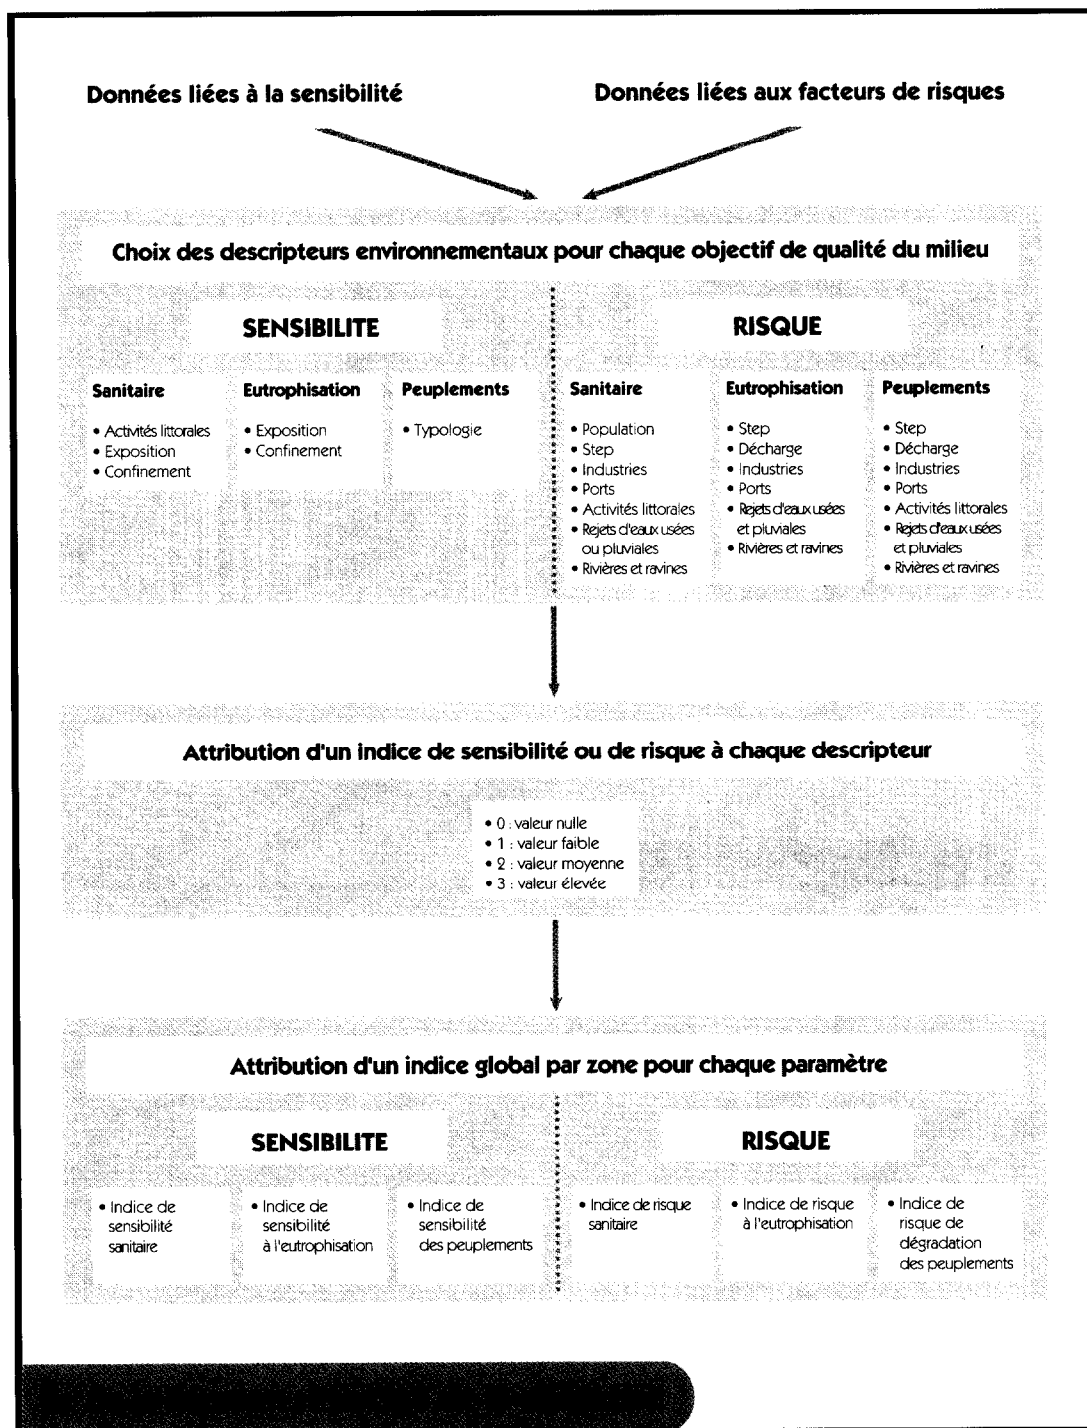 Données liées à la sensibilité
Données liées aux facteurs de risques
Choix des descripteurs environnementaux pour chaque objectif de qualité du milieu
SENSIBILITE
Sanitaire
• Activités littorales
• Exposition
• Confinement
Eutrophisation
• Exposition
• Confinement
Peuplements
• Typologie
RISQUE
Sanitaire
• Population
• Step
• Industries
• Ports
• Activités littorales
• Rejets d'eaux usées
ou pluviales
• Rivières et ravines
Eutrophisation
• Step
• Décharge
• Industries
• Ports
• Rejets d'eaux usées
et pluviales
• Rivières et ravines
Peuplements
• Step
• Décharge
• Industries
• Ports
• Activités littorales
• Rejets d'eaux usées
et pluviales
• Rivières et ravines
Attribution d'un indice de sensibilité ou de risque à chaque descripteur
• 0 : valeur nulle
• 1 : valeur faible
• 2 : valeur moyenne
• 3 : valeur élevée
Attribution d'un indice global par zone pour chaque paramètre
SENSIBILITE
• Indice de
sensibilité
sanitaire
• Indice de
sensibilité
à l'eutrophisation
• Indice de
sensibilité
des peuplements
RISQUE
• Indice de risque
sanitaire
• Indice de risque
à l'eutrophisation
• Indice de
risque de
dégradation
des peuplements